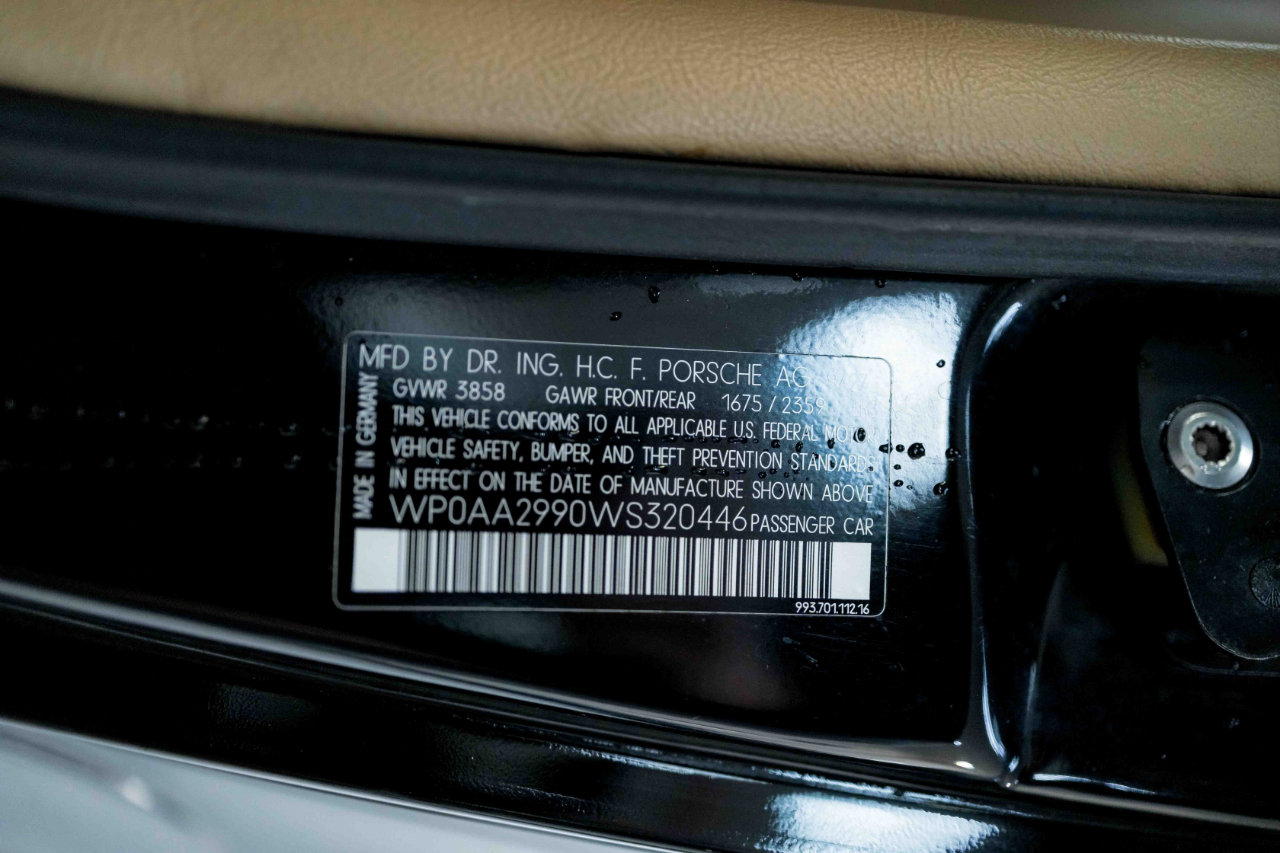 MFD BY DR. ING. H.C. F. PORSCHE AG
GVWR 3858 GAWR FRONT/REAR 1675 / 2359
THIS VEHICLE CONFORMS TO ALL APPLICABLE U.S. FEDERAL MOTOR
VEHICLE SAFETY, BUMPER, AND THEFT PREVENTION STANDARDS
IN EFFECT ON THE DATE OF MANUFACTURE SHOWN ABOVE
WP0AA2990WS320446 PASSENGER CAR
993.701.112.16
MADE IN GERMANY